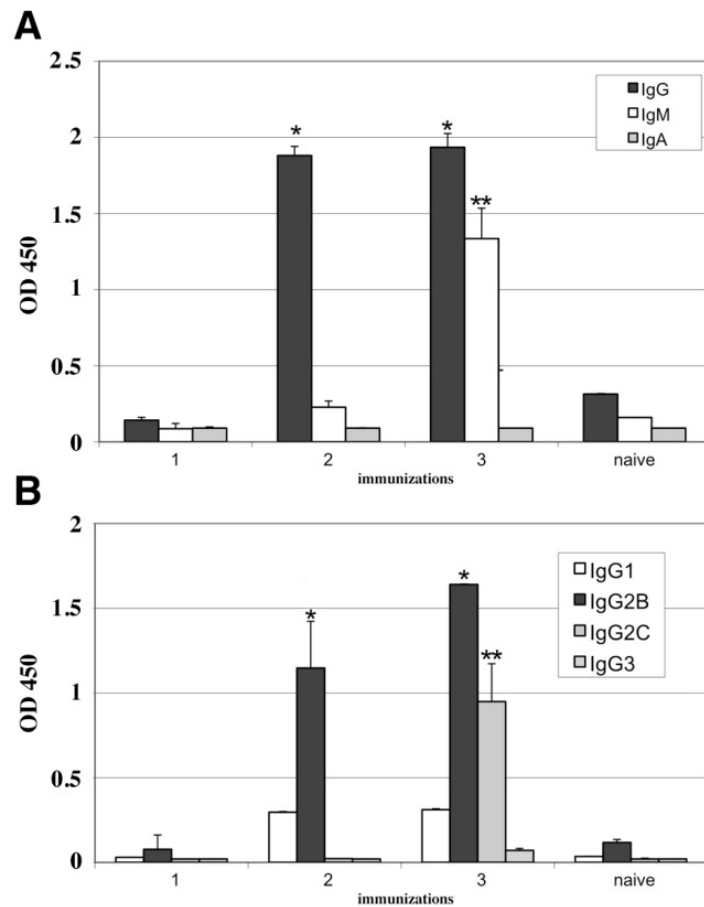 A
2.5
2
1.5
1
0.5
0
OD 450
IgG
IgM
IgA
*
*
**
1 2 3 naive
immunizations
B
2
1.5
1
0.5
0
OD 450
IgG1
IgG2B
IgG2C
IgG3
*
*
**
1 2 3 naive
immunizations